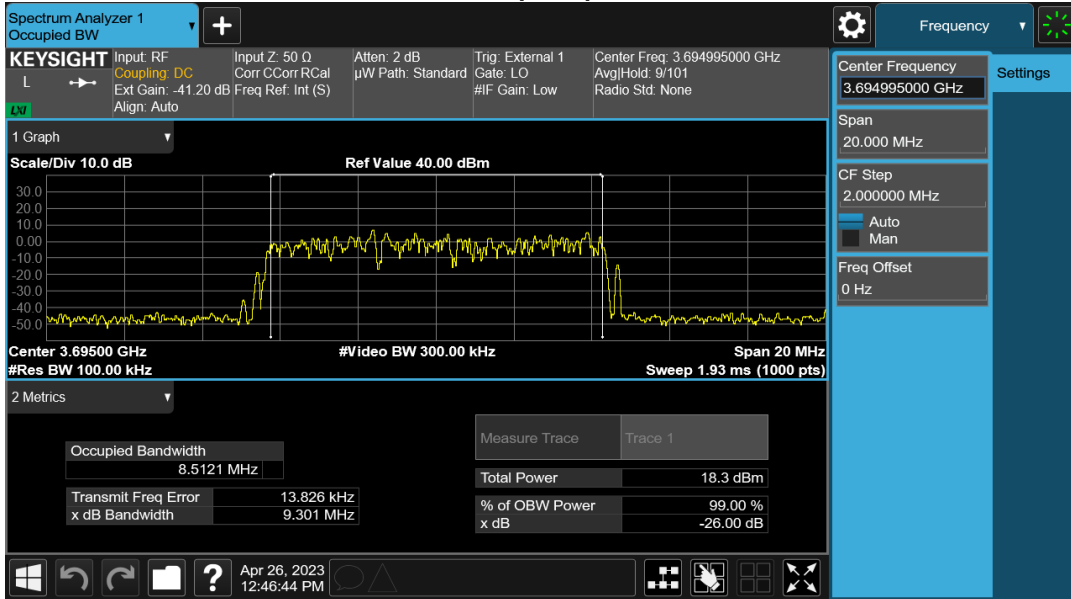 Spectrum Analyzer 1
Occupied BW
Frequency
KEYSIGHT
L
LXI
Input: RF
Coupling: DC
Ext Gain: -41.20 dB
Align: Auto
Input Z: 50 Ω
Corr CCorr RCal
Freq Ref: Int (S)
Atten: 2 dB
µW Path: Standard
Trig: External 1
Gate: LO
#IF Gain: Low
Center Freq: 3.694995000 GHz
Avg|Hold: 9/101
Radio Std: None
Center Frequency
3.694995000 GHz
Settings
Span
20.000 MHz
CF Step
2.000000 MHz
Auto
Man
Freq Offset
0 Hz
1 Graph
Scale/Div 10.0 dB
Ref Value 40.00 dBm
30.0
20.0
10.0
0.00
-10.0
-20.0
-30.0
-40.0
-50.0
Center 3.69500 GHz
#Video BW 300.00 kHz
Span 20 MHz
#Res BW 100.00 kHz
Sweep 1.93 ms (1000 pts)
2 Metrics
Occupied Bandwidth
8.5121 MHz
Transmit Freq Error 13.826 kHz
x dB Bandwidth 9.301 MHz
Measure Trace Trace 1
Total Power 18.3 dBm
% of OBW Power 99.00 %
x dB -26.00 dB
?
Apr 26, 2023
12:46:44 PM